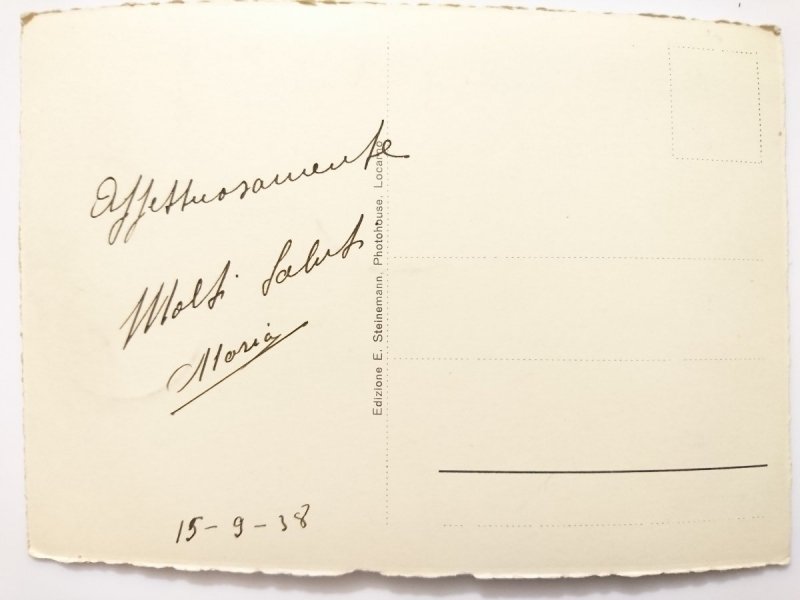 Affettuosamente
Molti Saluti
Maria
15-9-38
Edizione E. Steinemann, Photohouse, Locarno